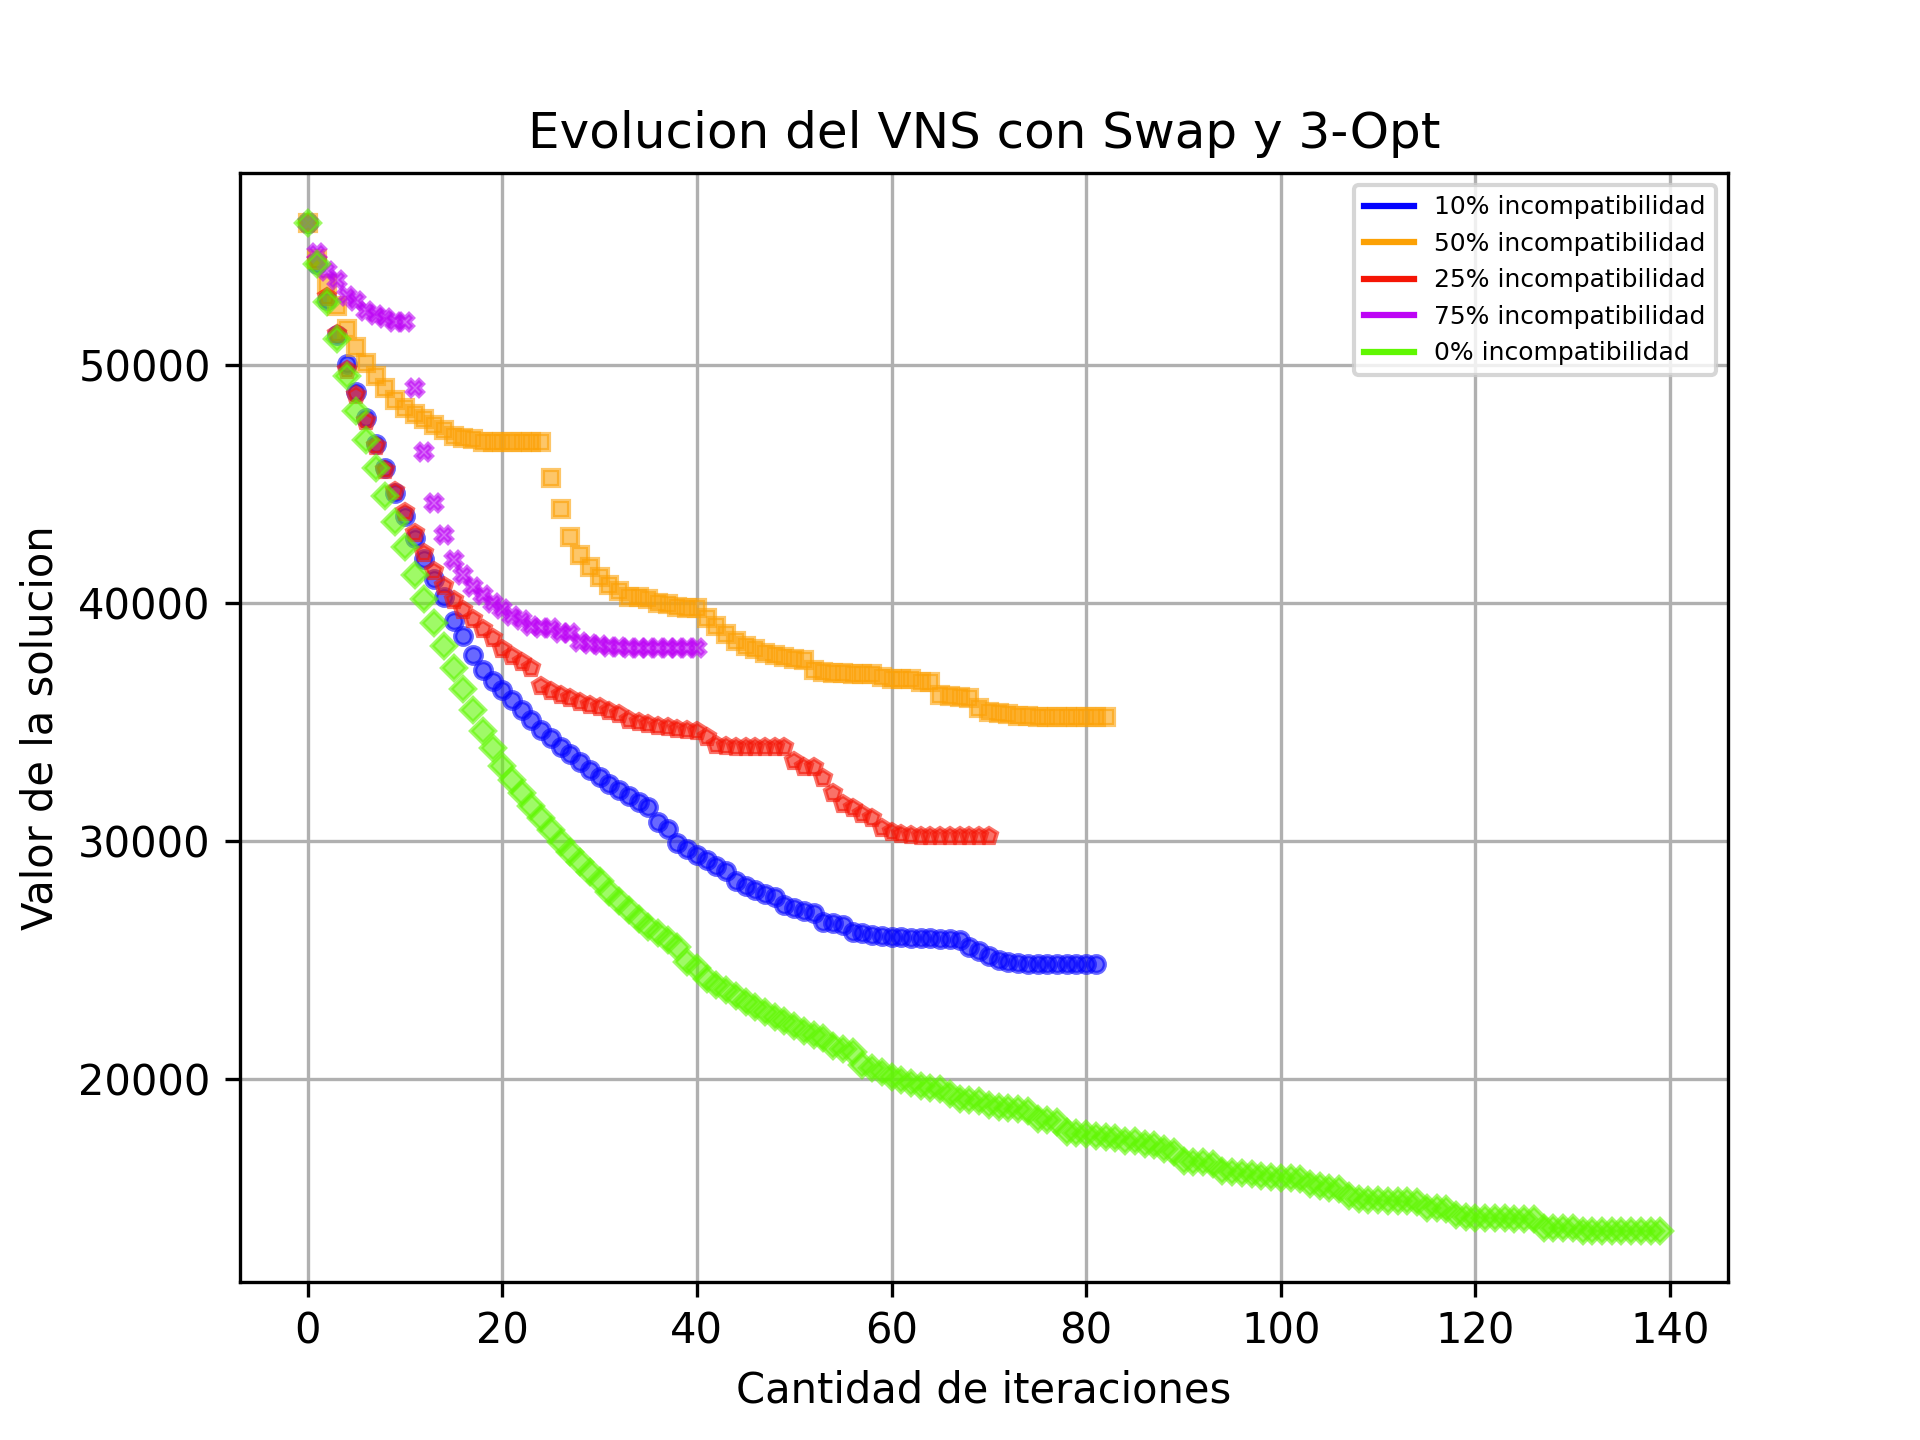 Evolucion del VNS con Swap y 3-Opt
10% incompatibilidad
50% incompatibilidad
25% incompatibilidad
75% incompatibilidad
0% incompatibilidad
Valor de la solucion
50000
40000
30000
20000
0 20 40 60 80 100 120 140
Cantidad de iteraciones